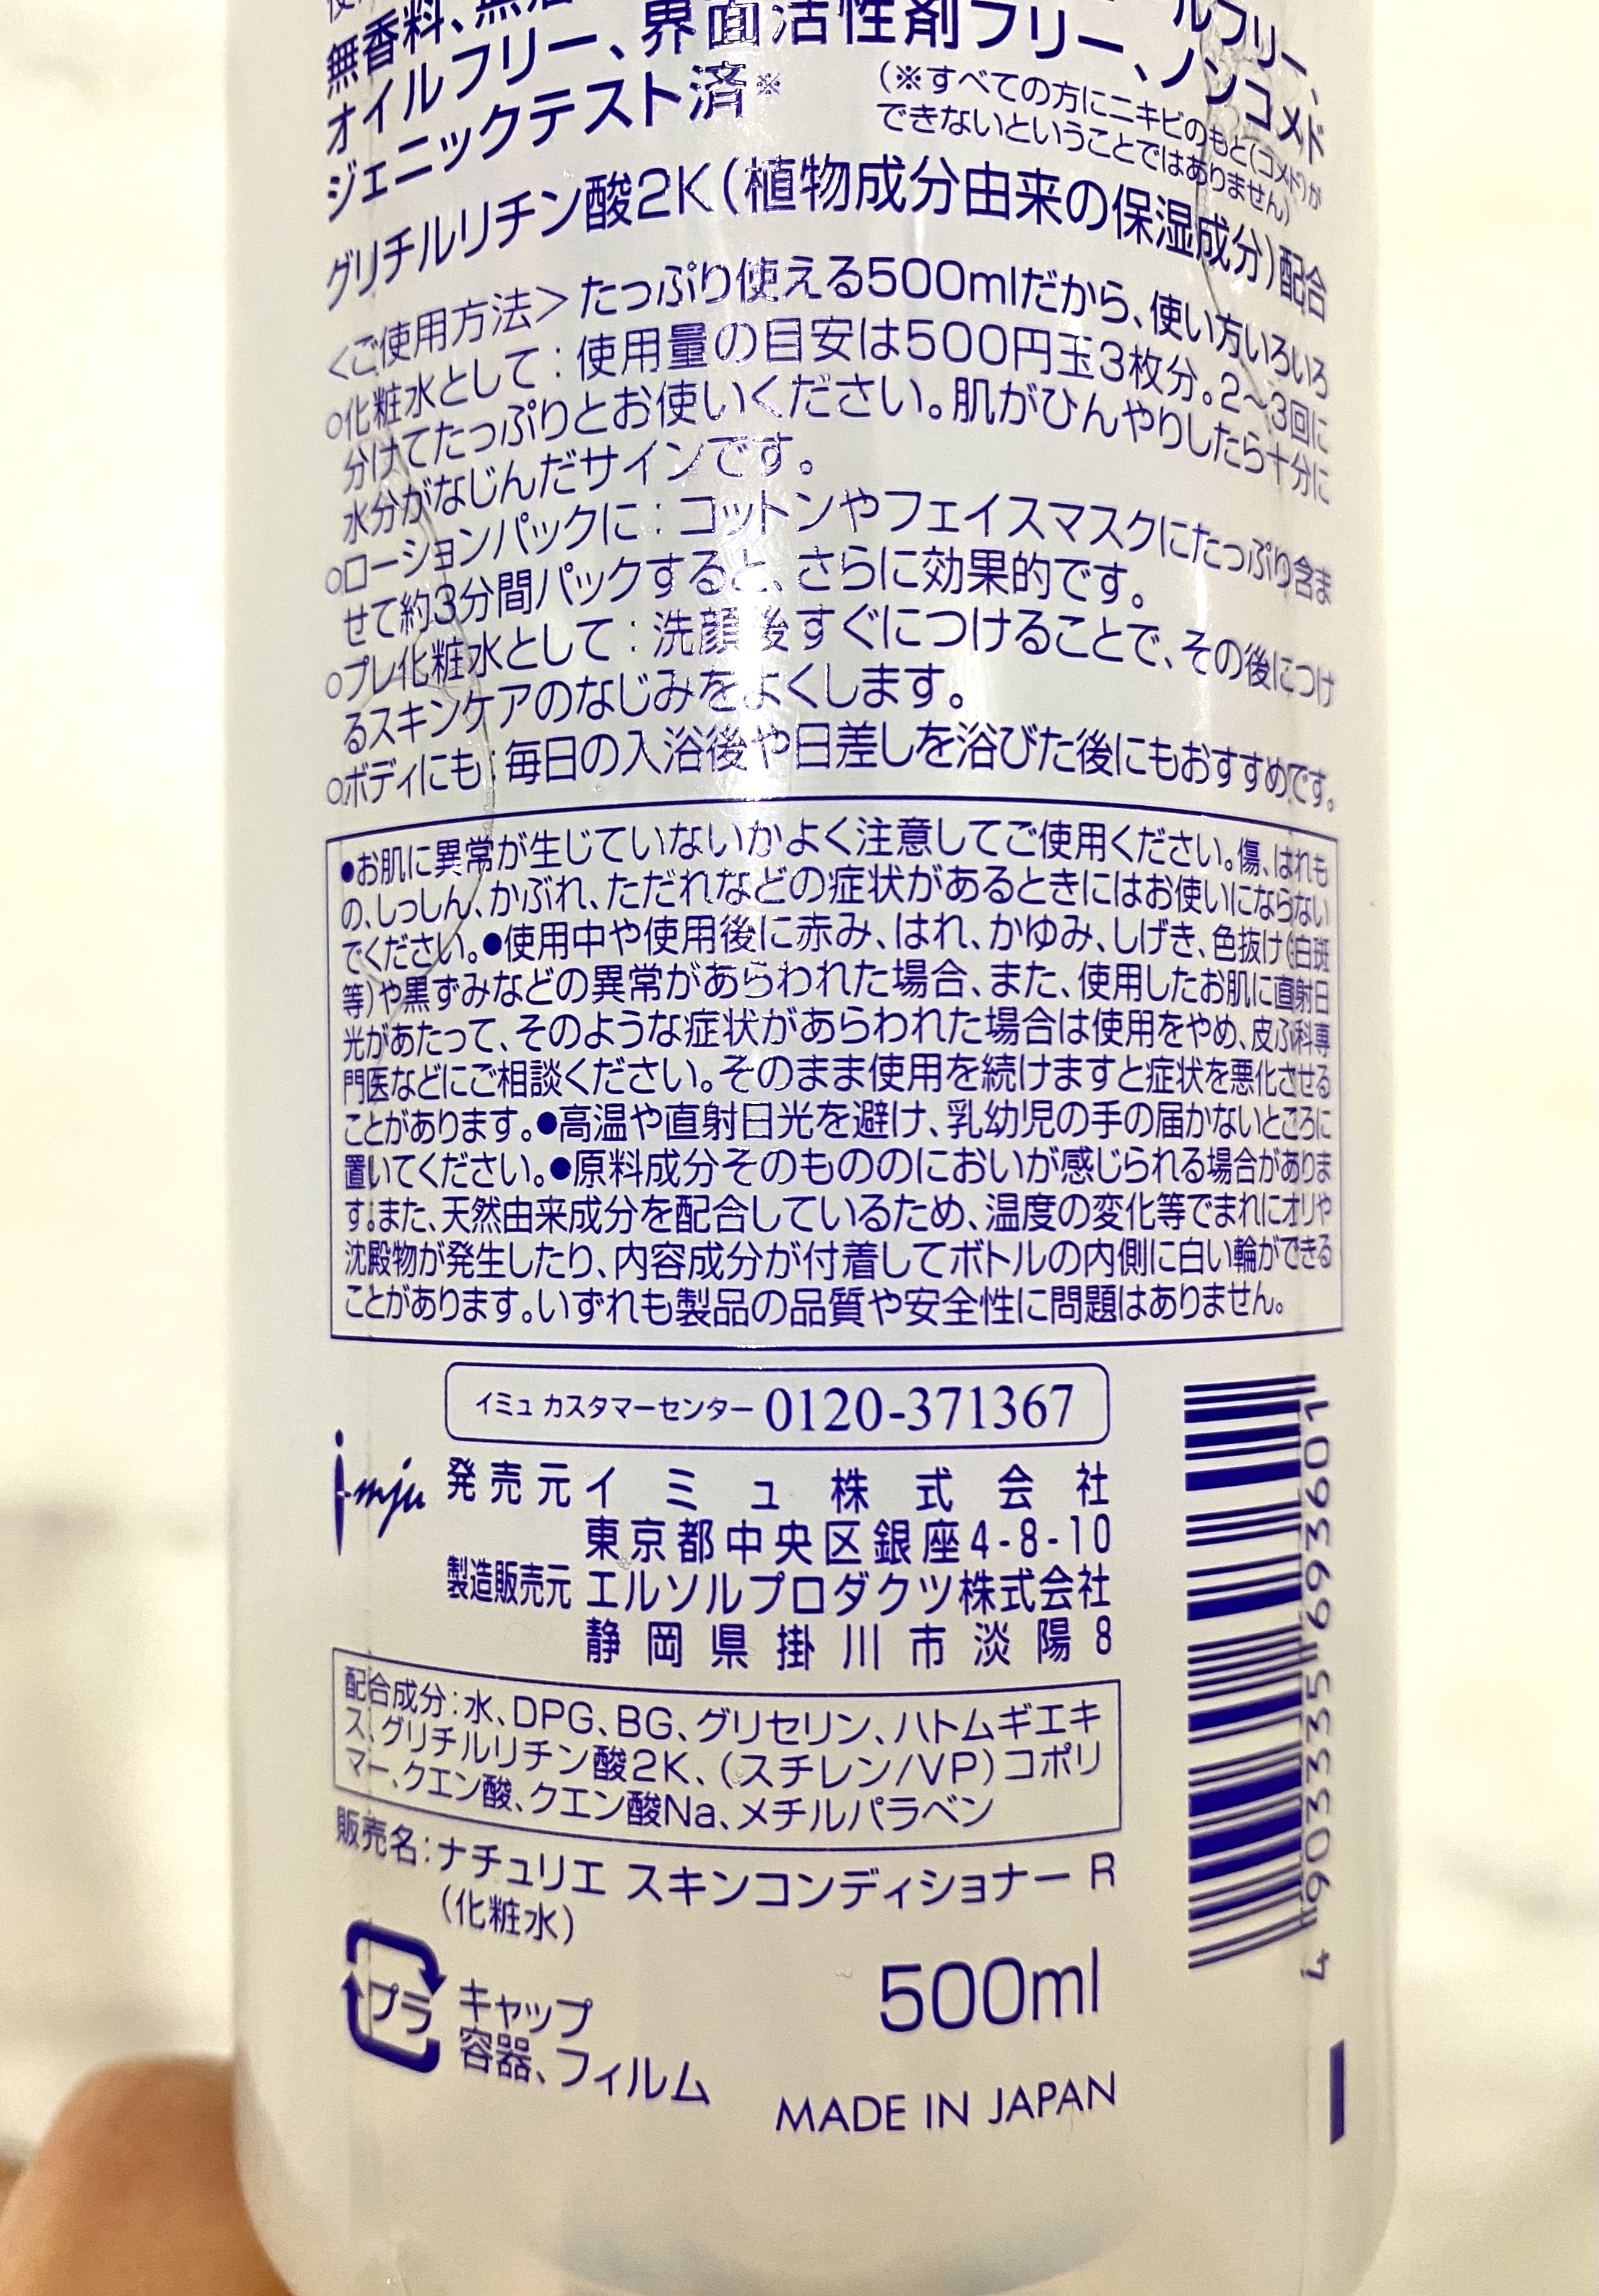 無香料、
ルフリー、
オイルフリー、界面活性剤フリー、ノンコメド
ジェニックテスト済※
(※すべての方にニキビのもと(コメド)が
できないということではありません)
グリチルリチン酸2K(植物成分由来の保湿成分)配合
<ご使用方法>たっぷり使える500mlだから、使い方いろいろ
○化粧水として:使用量の目安は500円玉3枚分。2〜3回に
分けてたっぷりとお使いください。肌がひんやりしたら十分に
水分がなじんだサインです。
○ローションパックに:コットンやフェイスマスクにたっぷり含ま
せて約3分間パックすると、さらに効果的です。
○プレ化粧水として:洗顔後すぐにつけることで、その後につけ
るスキンケアのなじみをよくします。
○ボディにも:毎日の入浴後や日差しを浴びた後にもおすすめです。
●お肌に異常が生じていないかよく注意してご使用ください。傷、はれも
の、しっしん、かぶれ、ただれなどの症状があるときにはお使いにならない
でください。●使用中や使用後に赤み、はれ、かゆみ、しげき、色抜け(白斑
等)や黒ずみなどの異常があらわれた場合、また、使用したお肌に直射日
光があたって、そのような症状があらわれた場合は使用をやめ、皮ふ科専
門医などにご相談ください。そのまま使用を続けますと症状を悪化させる
ことがあります。●高温や直射日光を避け、乳幼児の手の届かないところに
置いてください。●原料成分そのもののにおいが感じられる場合がありま
す。また、天然由来成分を配合しているため、温度の変化等でまれにオリや
沈殿物が発生したり、内容成分が付着してボトルの内側に白い輪ができる
ことがあります。いずれも製品の品質や安全性に問題はありません。
イミュ カスタマーセンター 0120-371367
imju
発売元 イミュ株式会社
東京都中央区銀座4-8-10
製造販売元 エルソルプロダクツ株式会社
静岡県掛川市淡陽8
配合成分:水、DPG、BG、グリセリン、ハトムギエキ
ス、グリチルリチン酸2K、(スチレン/VP)コポリ
マー、クエン酸、クエン酸Na、メチルパラベン
販売名:ナチュリエ スキンコンディショナー R
(化粧水)
プラ
キャップ
容器、フィルム
500ml
MADE IN JAPAN
4 903335 693601